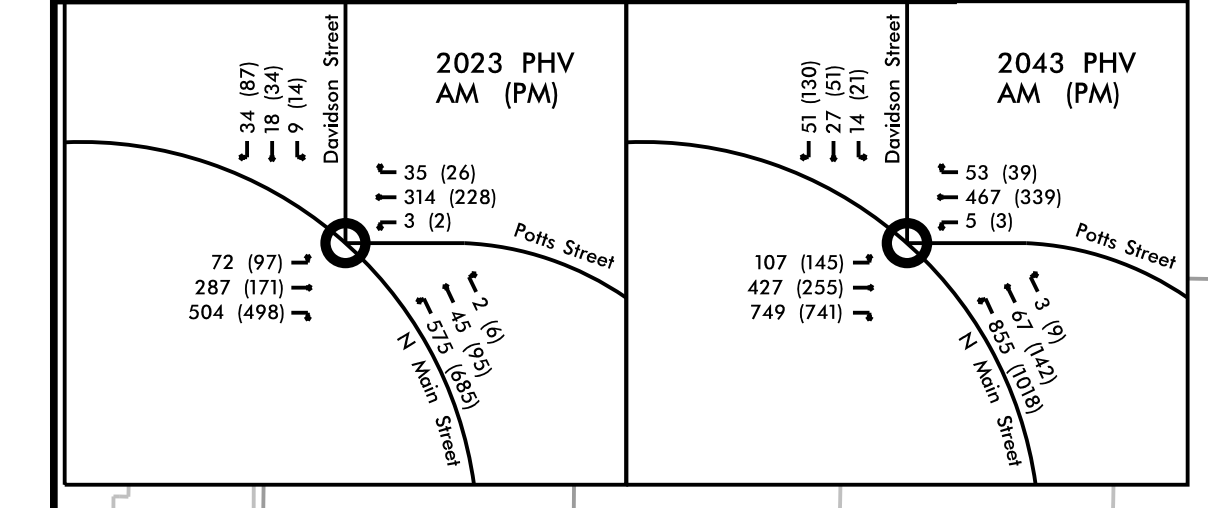 2023 PHV
AM (PM)
Davidson Street
34 (87)
18 (34)
9 (14)
35 (26)
314 (228)
3 (2)
Potts Street
72 (97)
287 (171)
504 (498)
2 (6)
45 (95)
575 (685)
N Main Street
2043 PHV
AM (PM)
Davidson Street
51 (130)
27 (51)
14 (21)
53 (39)
467 (339)
5 (3)
Potts Street
107 (145)
427 (255)
749 (741)
3 (9)
67 (142)
855 (1018)
N Main Street